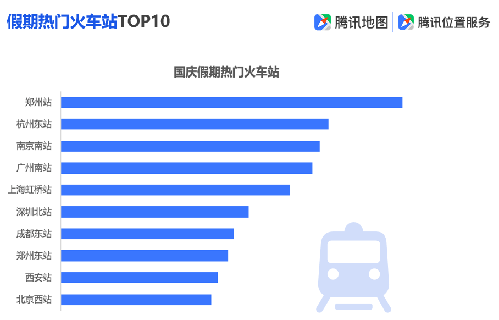 假期热门火车站TOP10
腾讯地图 腾讯位置服务
国庆假期热门火车站
郑州站
杭州东站
南京南站
广州南站
上海虹桥站
深圳北站
成都东站
郑州东站
西安站
北京西站